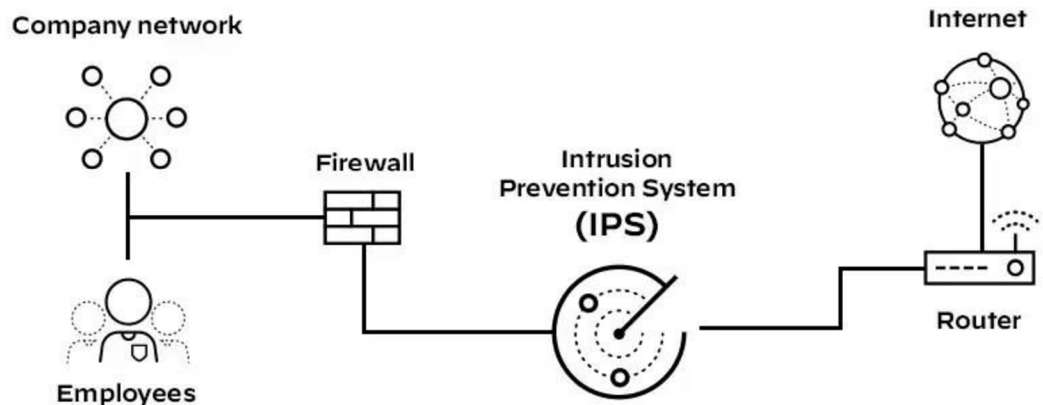 Company network
Internet
Firewall
Intrusion
Prevention System
(IPS)
Router
Employees